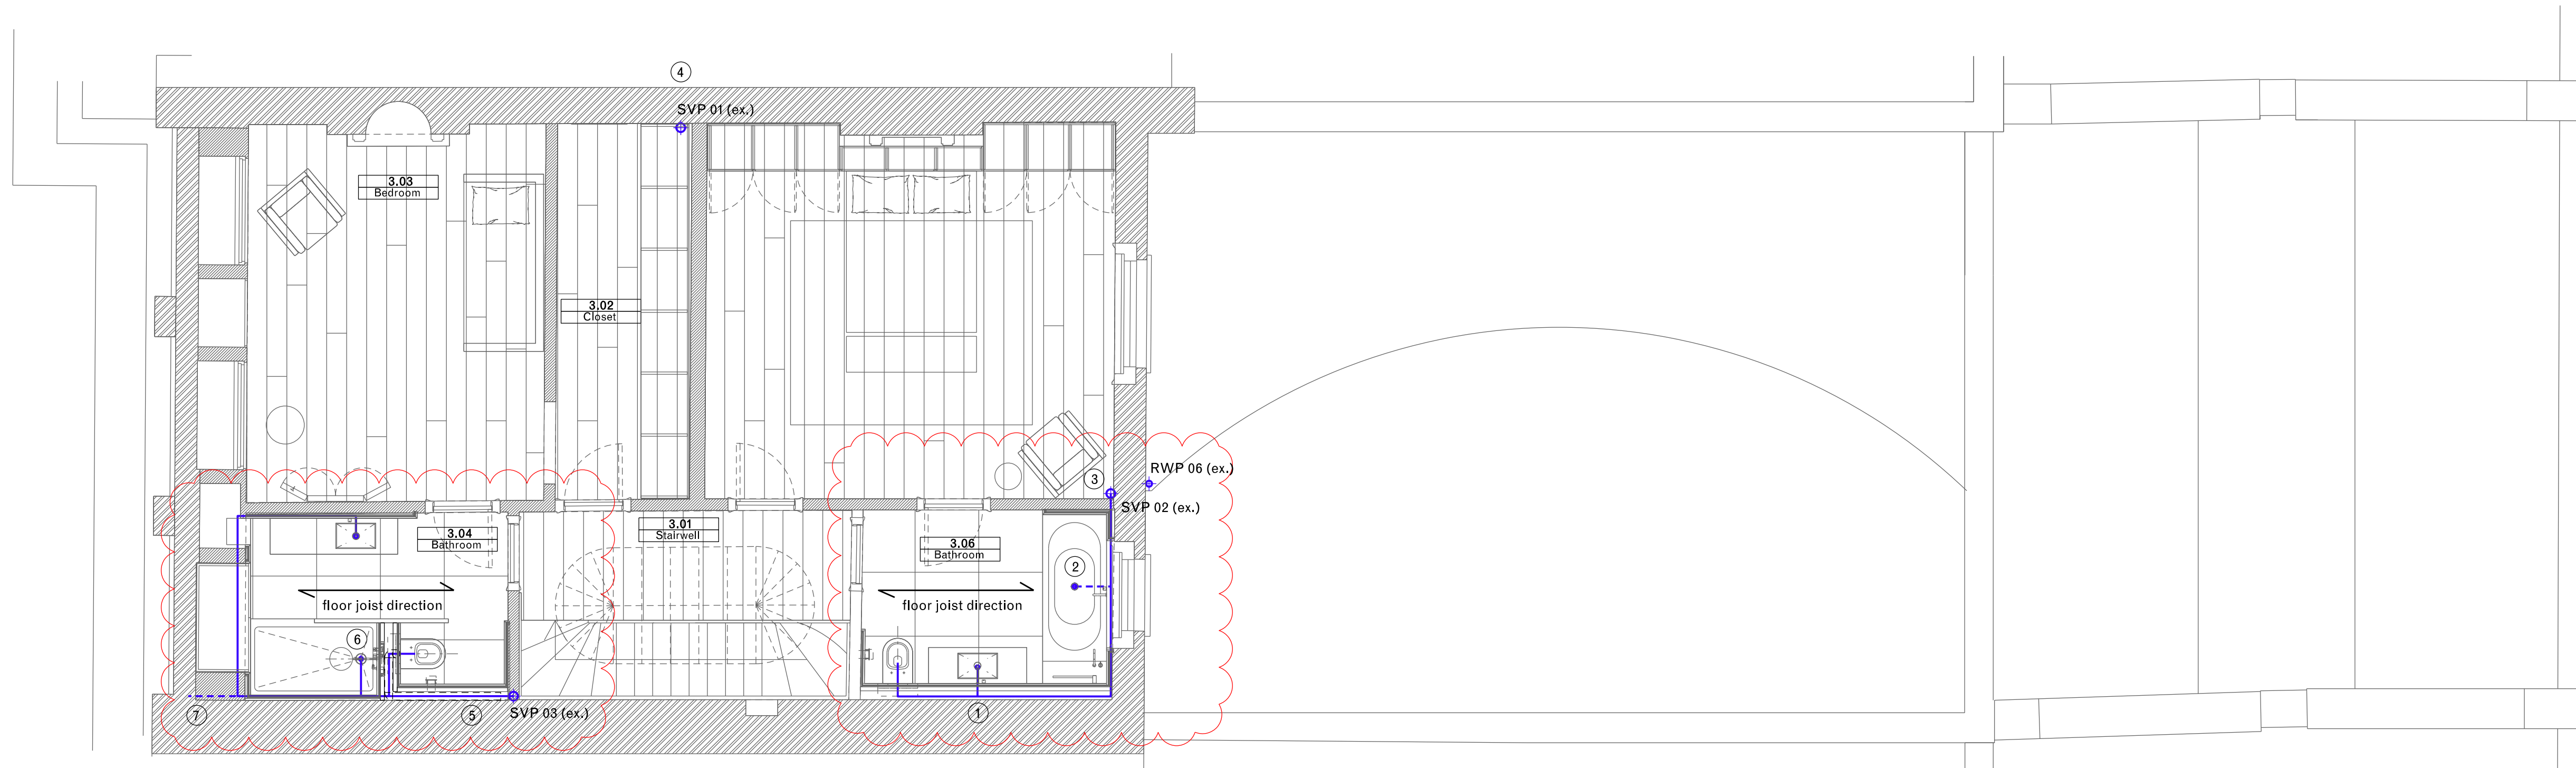 4
SVP 01 (ex.)
3.03
Bedroom
3.02
Closet
3
RWP 06 (ex.)
SVP 02 (ex.)
3.04
Bathroom
3.01
Stairwell
3.06
Bathroom
2
floor joist direction
floor joist direction
6
7
5
SVP 03 (ex.)
1